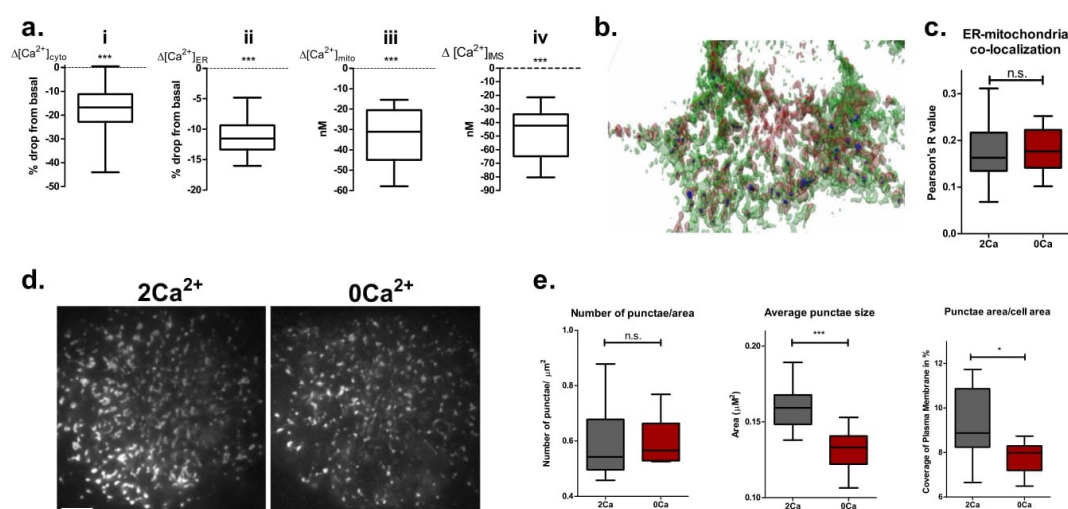 a.
i
Δ[Ca²⁺]cyto
***
% drop from basal
0
-10
-20
-30
-40
-50
ii
Δ[Ca²⁺]ER
***
% drop from basal
0
-5
-10
-15
-20
iii
Δ[Ca²⁺]mito
***
nM
0
-10
-20
-30
-40
-50
-60
iv
Δ [Ca²⁺]IMS
***
nM
0
-10
-20
-30
-40
-50
-60
-70
-80
-90
b.
c.
ER-mitochondria
co-localization
n.s.
Pearson's R value
0.3
0.2
0.1
0.0
2Ca
0Ca
d.
2Ca²⁺
0Ca²⁺
e.
Number of punctae/area
n.s.
Number of punctae/ μm²
1.0
0.8
0.6
0.4
2Ca
0Ca
Average punctae size
***
Area (μM²)
0.20
0.15
0.10
2Ca
0Ca
Punctae area/cell area
*
Coverage of Plasma Membrane in %
12
10
8
6
2Ca
0Ca